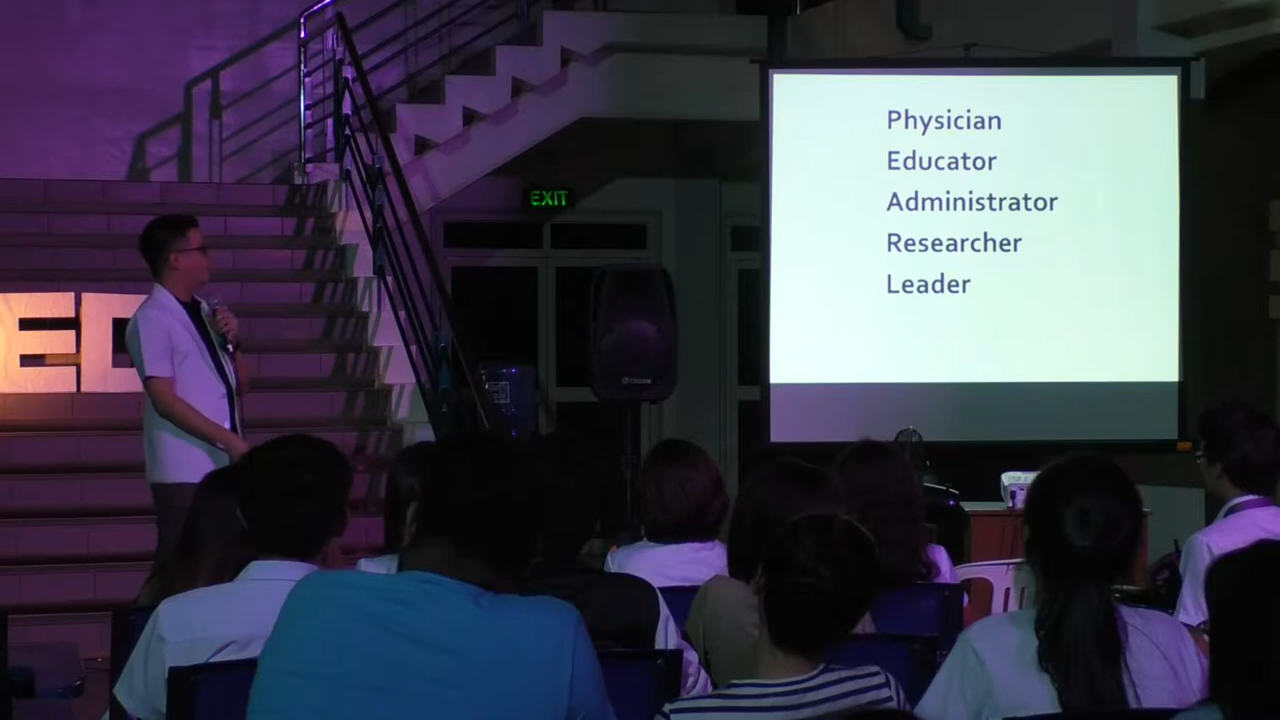 EXIT
Physician
Educator
Administrator
Researcher
Leader
ED